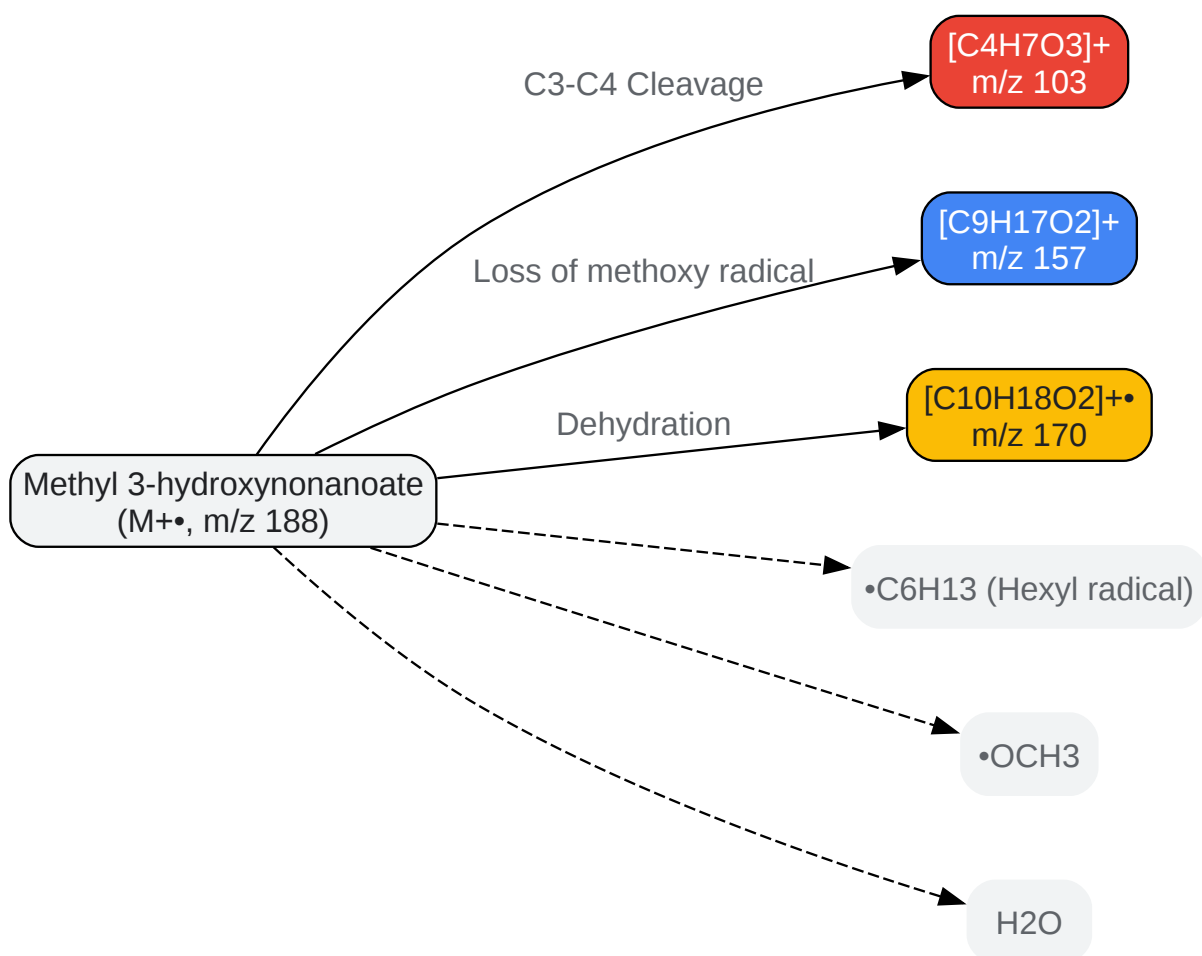 [C4H7O3]+
m/z 103
C3-C4 Cleavage
[C9H17O2]+
m/z 157
Loss of methoxy radical
[C10H18O2]+•
m/z 170
Dehydration
Methyl 3-hydroxynonanoate
(M+•, m/z 188)
•C6H13 (Hexyl radical)
•OCH3
H2O